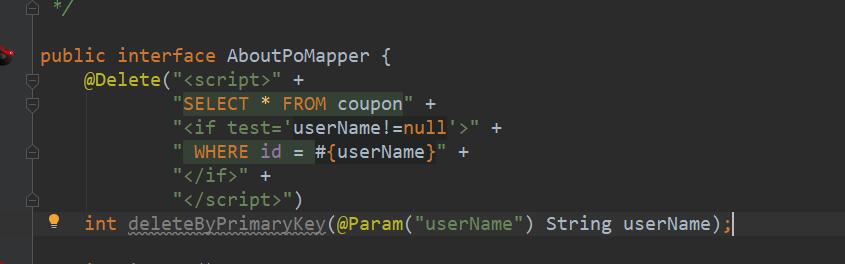 */
public interface AboutPoMapper {
@Delete("<script>" +
"SELECT * FROM coupon" +
"<if test='userName!=null'>" +
" WHERE id = #{userName}" +
"</if>" +
"</script>")
int deleteByPrimaryKey(@Param("userName") String userName);